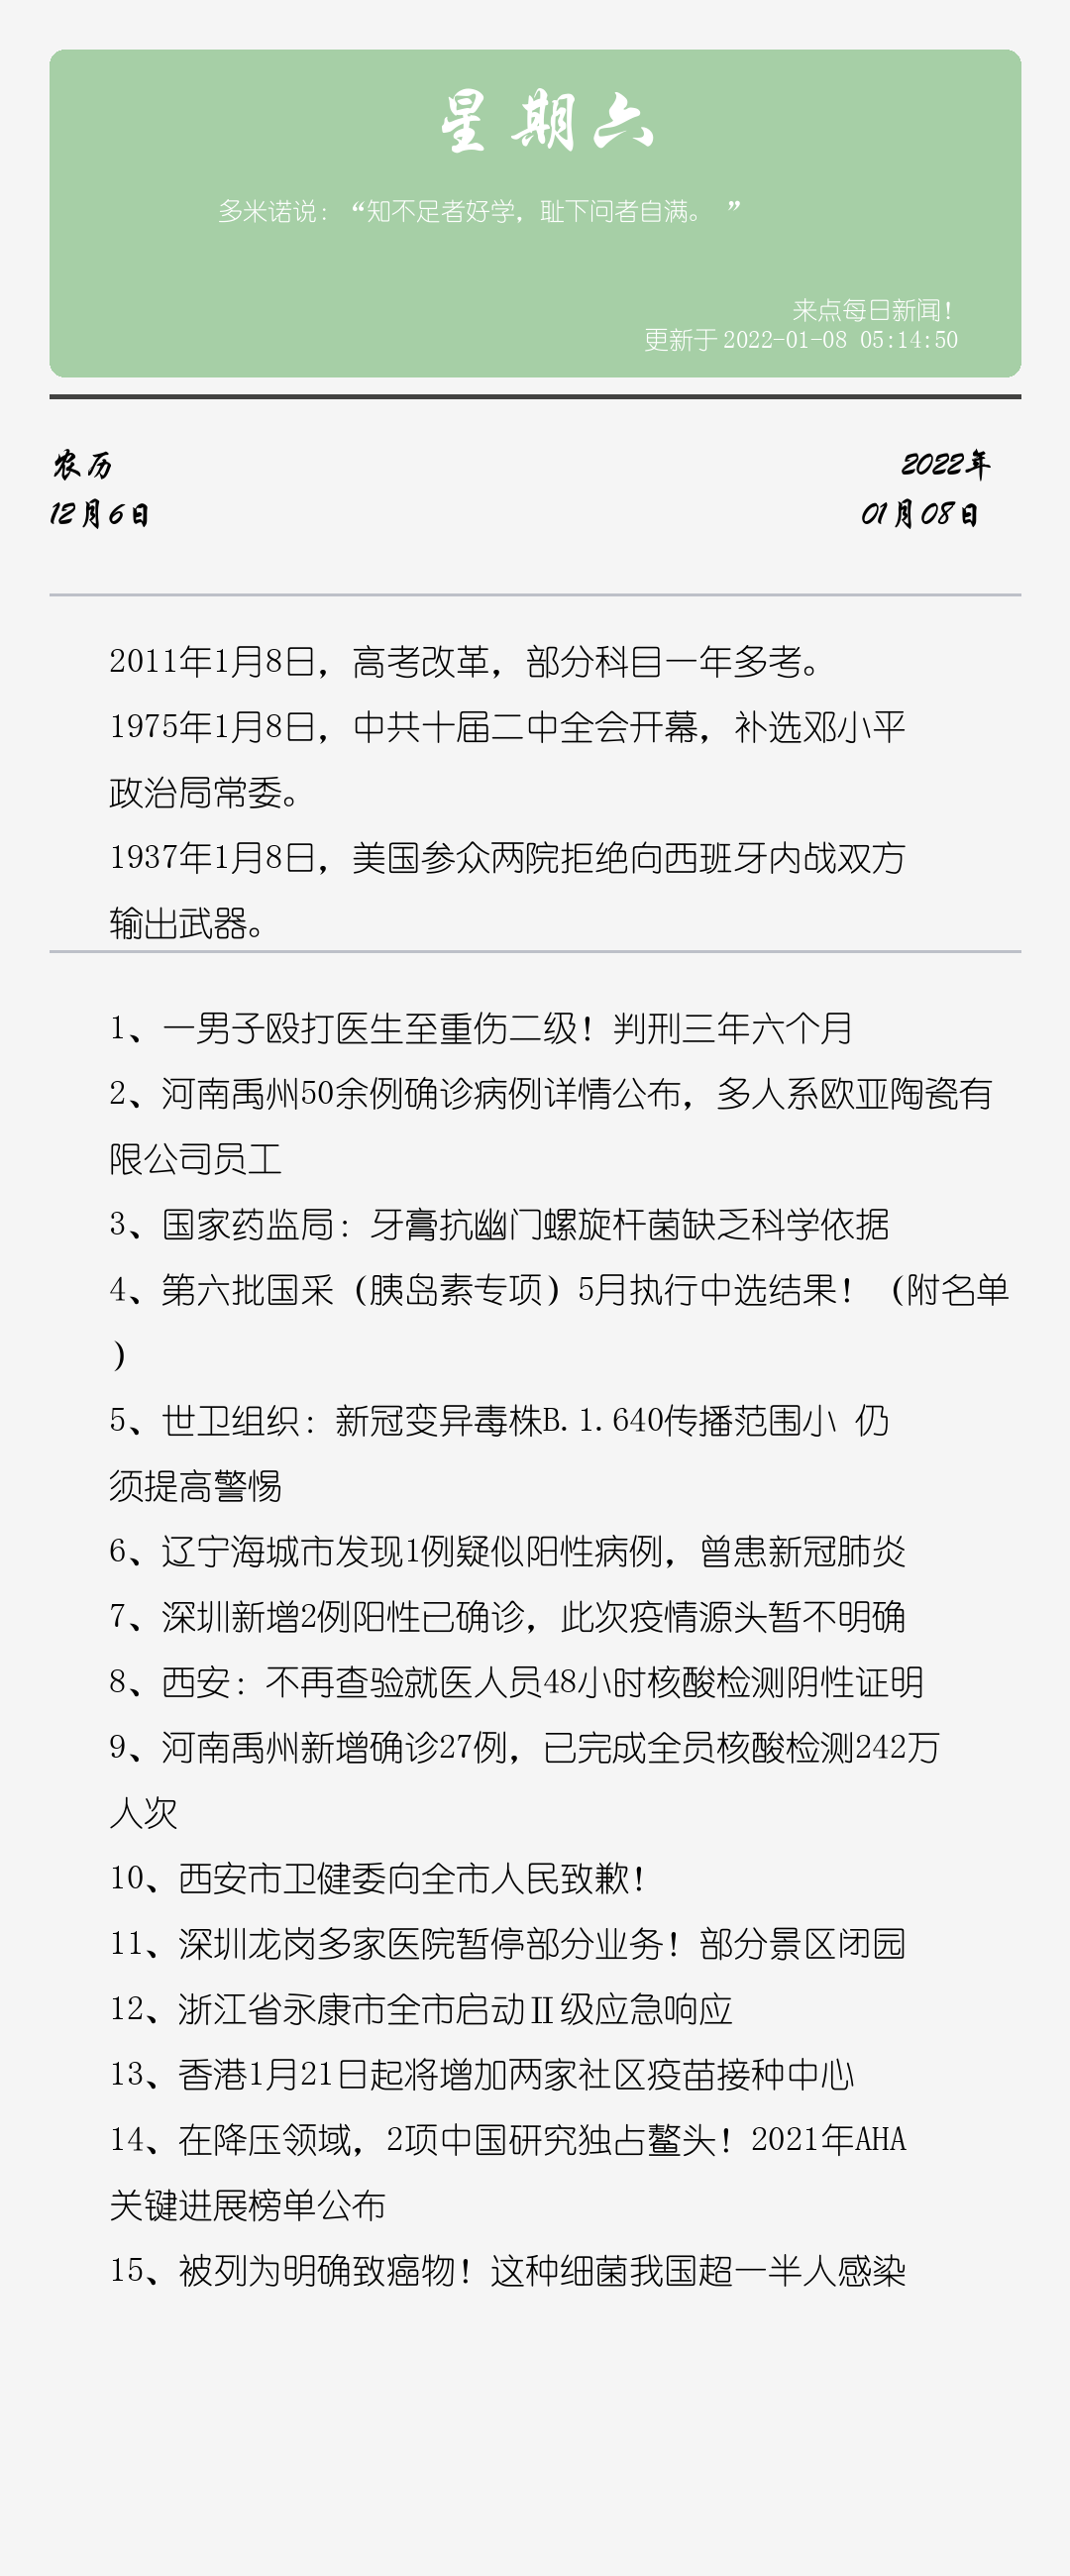 星期六
多米诺说：“知不足者好学，耻下问者自满。 ”
来点每日新闻！
更新于 2022-01-08 05:14:50
农历
12月6日
2022年
01月08日
2011年1月8日，高考改革，部分科目一年多考。
1975年1月8日，中共十届二中全会开幕，补选邓小平
政治局常委。
1937年1月8日，美国参众两院拒绝向西班牙内战双方
输出武器。
1、一男子殴打医生至重伤二级！判刑三年六个月
2、河南禹州50余例确诊病例详情公布，多人系欧亚陶瓷有
限公司员工
3、国家药监局：牙膏抗幽门螺旋杆菌缺乏科学依据
4、第六批国采（胰岛素专项）5月执行中选结果！（附名单
）
5、世卫组织：新冠变异毒株B.1.640传播范围小 仍
须提高警惕
6、辽宁海城市发现1例疑似阳性病例，曾患新冠肺炎
7、深圳新增2例阳性已确诊，此次疫情源头暂不明确
8、西安：不再查验就医人员48小时核酸检测阴性证明
9、河南禹州新增确诊27例，已完成全员核酸检测242万
人次
10、西安市卫健委向全市人民致歉！
11、深圳龙岗多家医院暂停部分业务！部分景区闭园
12、浙江省永康市全市启动Ⅱ级应急响应
13、香港1月21日起将增加两家社区疫苗接种中心
14、在降压领域，2项中国研究独占鳌头！2021年AHA
关键进展榜单公布
15、被列为明确致癌物！这种细菌我国超一半人感染